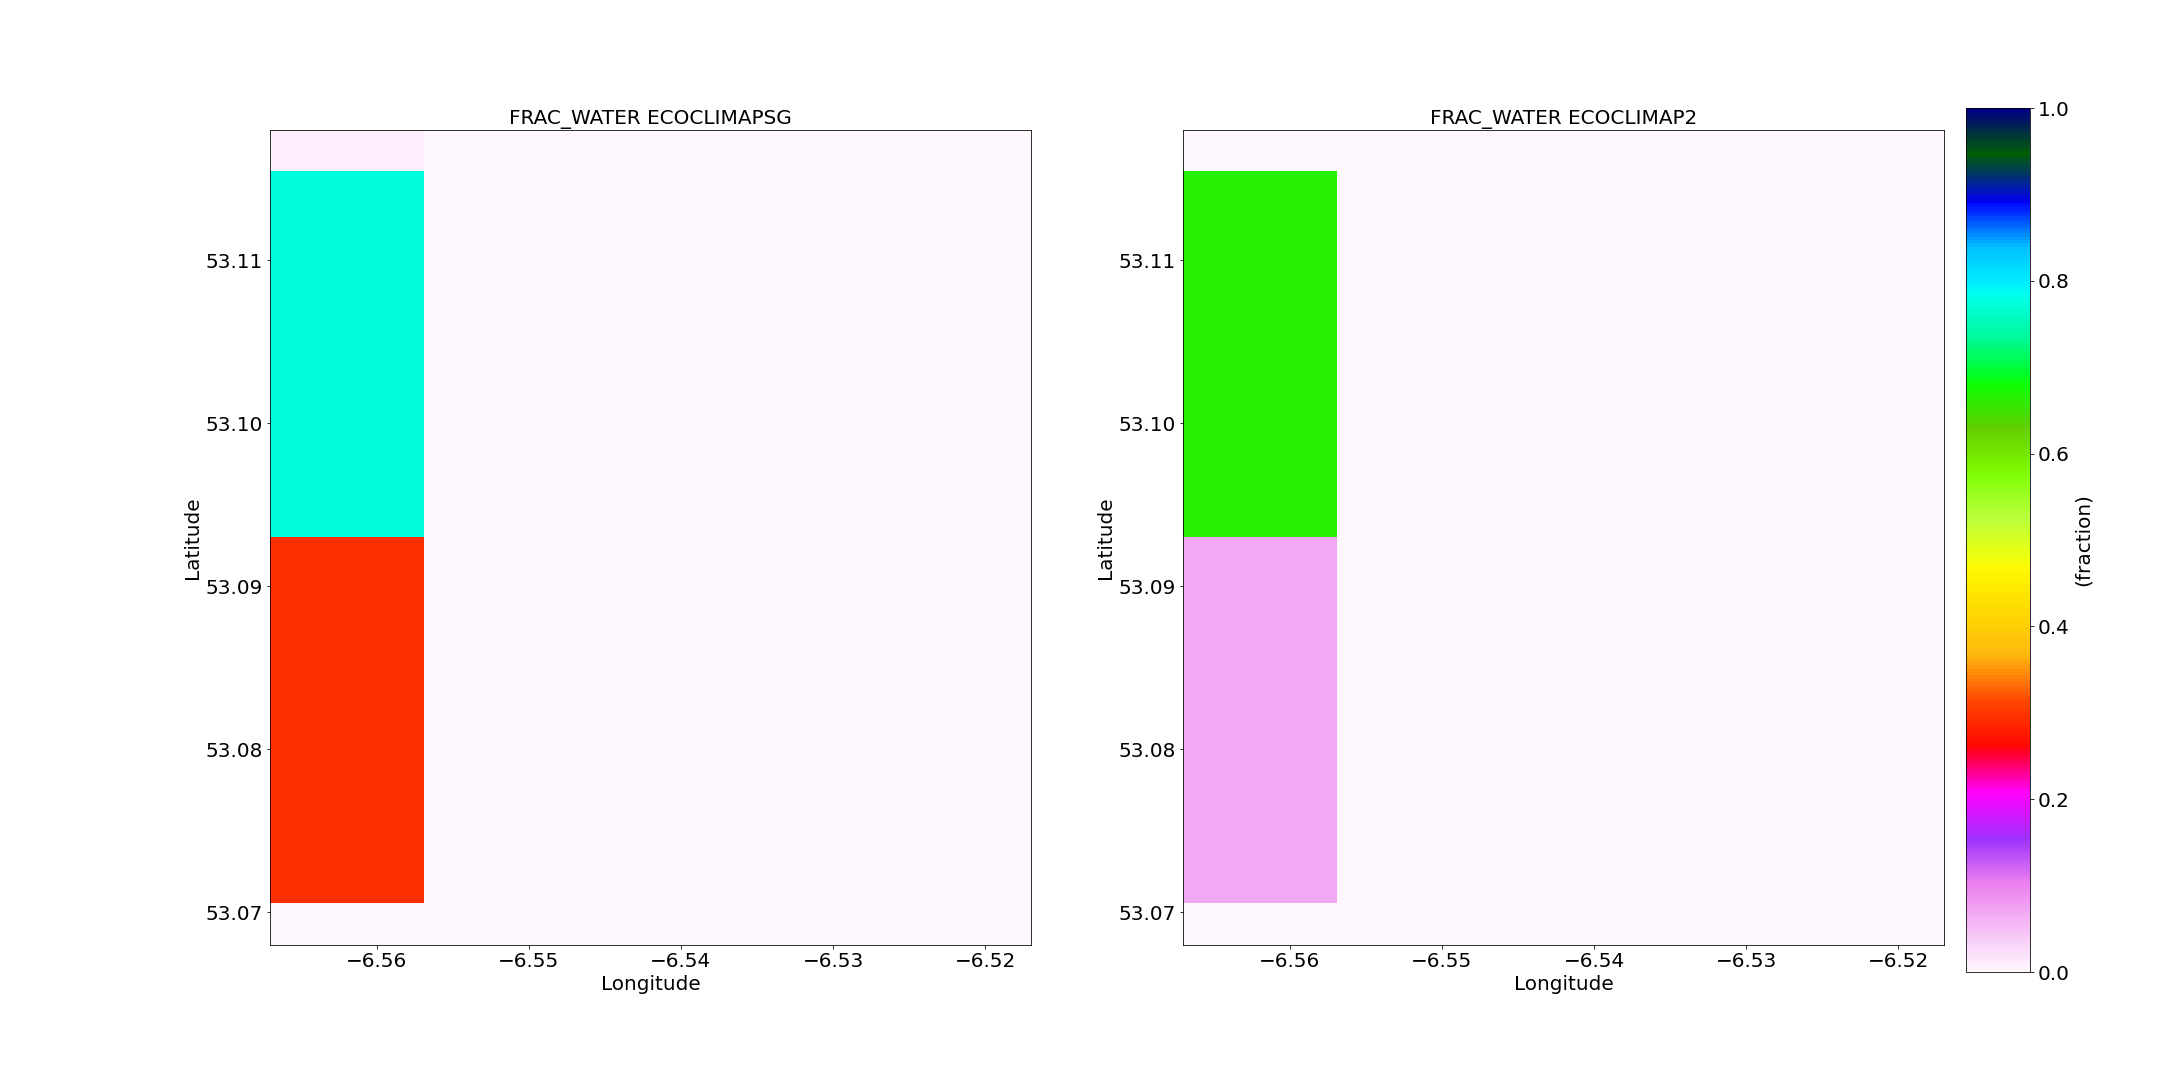 FRAC_WATER ECOCLIMAPSG
53.11
53.10
53.09
53.08
53.07
Latitude
−6.56 −6.55 −6.54 −6.53 −6.52
Longitude
FRAC_WATER ECOCLIMAP2
53.11
53.10
53.09
53.08
53.07
Latitude
−6.56 −6.55 −6.54 −6.53 −6.52
Longitude
1.0
0.8
0.6
0.4
0.2
0.0
(fraction)